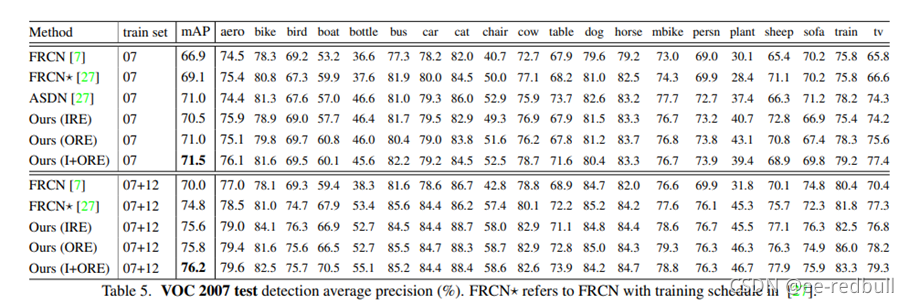 Method train set mAP aero bike bird boat bottle bus car cat chair cow table dog horse mbike persn plant sheep sofa train tv
FRCN [7] 07 66.9 74.5 78.3 69.2 53.2 36.6 77.3 78.2 82.0 40.7 72.7 67.9 79.6 79.2 73.0 69.0 30.1 65.4 70.2 75.8 65.8
FRCN⋆ [27] 07 69.1 75.4 80.8 67.3 59.9 37.6 81.9 80.0 84.5 50.0 77.1 68.2 81.0 82.5 74.3 69.9 28.4 71.1 70.2 75.8 66.6
ASDN [27] 07 71.0 74.4 81.3 67.6 57.0 46.6 81.0 79.3 86.0 52.9 75.9 73.7 82.6 83.2 77.7 72.7 37.4 66.3 71.2 78.2 74.3
Ours (IRE) 07 70.5 75.9 78.9 69.0 57.7 46.4 81.7 79.5 82.9 49.3 76.9 67.9 81.5 83.3 76.7 73.2 40.7 72.8 66.9 75.4 74.2
Ours (ORE) 07 71.0 75.1 79.8 69.7 60.8 46.0 80.4 79.0 83.8 51.6 76.2 67.8 81.2 83.7 76.8 73.8 43.1 70.8 67.4 78.3 75.6
Ours (I+ORE) 07 71.5 76.1 81.6 69.5 60.1 45.6 82.2 79.2 84.5 52.5 78.7 71.6 80.4 83.3 76.7 73.9 39.4 68.9 69.8 79.2 77.4
FRCN [7] 07+12 70.0 77.0 78.1 69.3 59.4 38.3 81.6 78.6 86.7 42.8 78.8 68.9 84.7 82.0 76.6 69.9 31.8 70.1 74.8 80.4 70.4
FRCN⋆ [27] 07+12 74.8 78.5 81.0 74.7 67.9 53.4 85.6 84.4 86.2 57.4 80.1 72.2 85.2 84.2 77.6 76.1 45.3 75.7 72.3 81.8 77.3
Ours (IRE) 07+12 75.6 79.0 84.1 76.3 66.9 52.7 84.5 84.4 88.7 58.0 82.9 71.1 84.8 84.4 78.6 76.7 45.5 77.1 76.3 82.5 76.8
Ours (ORE) 07+12 75.8 79.4 81.6 75.6 66.5 52.7 85.5 84.7 88.3 58.7 82.9 72.8 85.0 84.3 79.3 76.3 46.3 76.3 74.9 86.0 78.2
Ours (I+ORE) 07+12 76.2 79.6 82.5 75.7 70.5 55.1 85.2 84.4 88.4 58.6 82.6 73.9 84.2 84.7 78.8 76.3 46.7 77.9 75.9 83.3 79.3
Table 5. VOC 2007 test detection average precision (%). FRCN⋆ refers to FRCN with training schedule in [27].
CSDN @ee-redbull